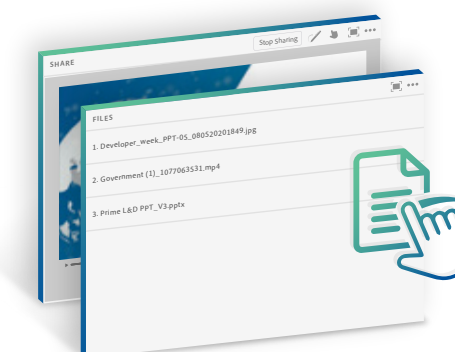 SHARE
Stop Sharing
FILES
1. Developer_week_PPT-05_080520201849.jpg
2. Government (1)_1077063531.mp4
3. Prime L&D PPT_V3.pptx